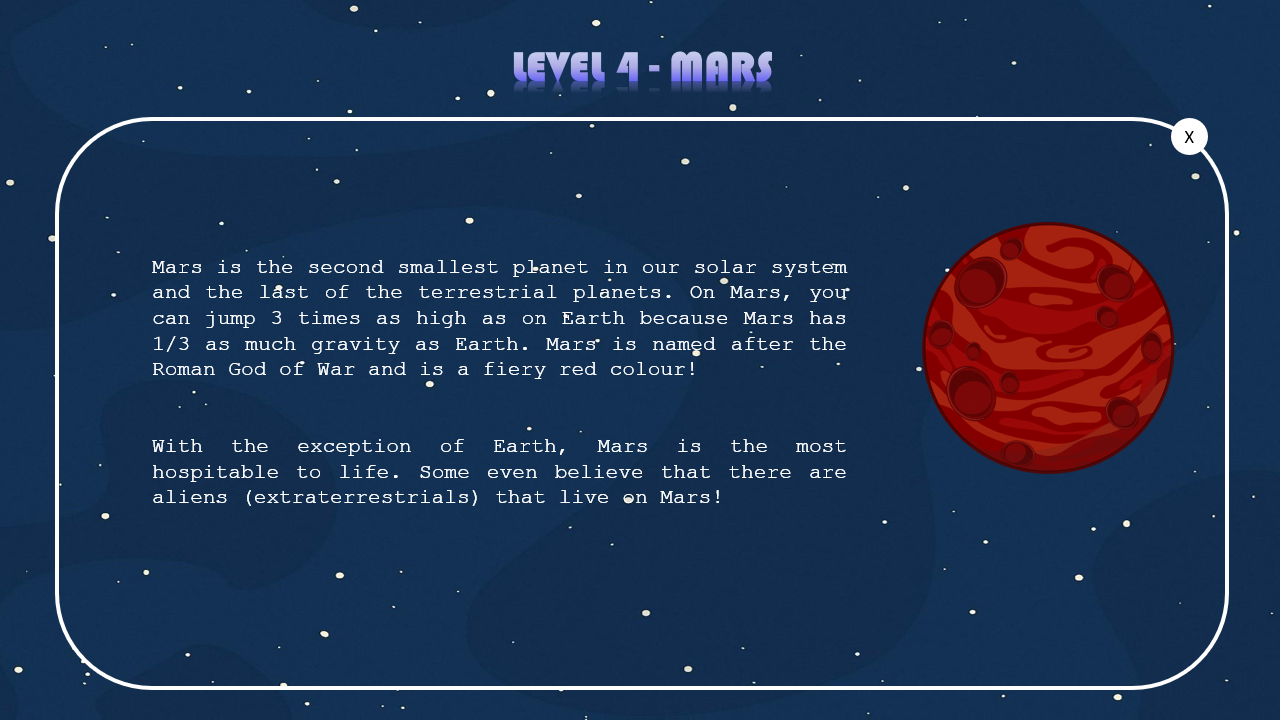 LEVEL 4 - MARS
X
Mars is the second smallest planet in our solar system
and the last of the terrestrial planets. On Mars, you
can jump 3 times as high as on Earth because Mars has
1/3 as much gravity as Earth. Mars is named after the
Roman God of War and is a fiery red colour!
With the exception of Earth, Mars is the most
hospitable to life. Some even believe that there are
aliens (extraterrestrials) that live on Mars!